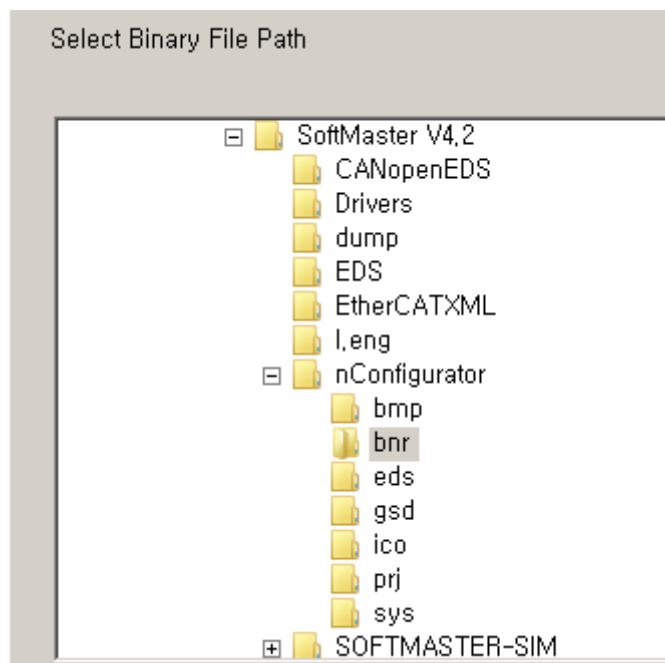 Select Binary File Path
SoftMaster V4,2
CANopenEDS
Drivers
dump
EDS
EtherCATXML
l,eng
nConfigurator
bmp
bnr
eds
gsd
ico
prj
sys
SOFTMASTER-SIM